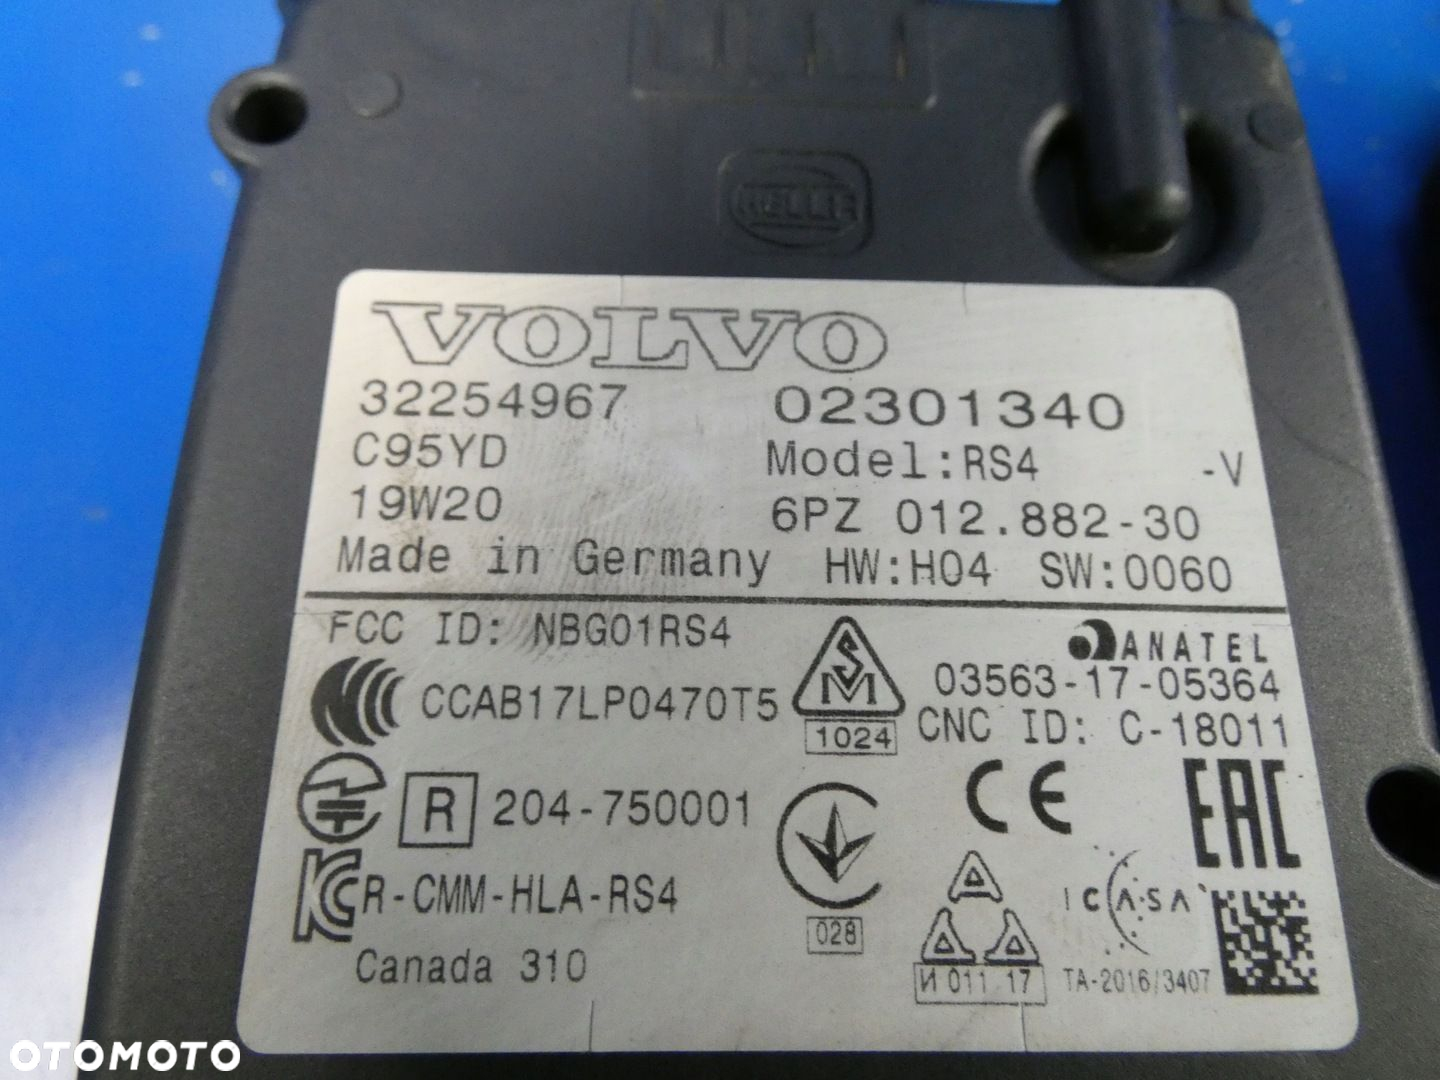 HELLA
VOLVO
32254967 02301340
C95YD Model:RS4 -V
19W20 6PZ 012.882-30
Made in Germany HW:H04 SW:0060
FCC ID: NBG01RS4
ANATEL
CCAB17LP0470T5 SM 03563-17-05364
1024 CNC ID: C-18011
R 204-750001 CE EAC
R-CMM-HLA-RS4 ICASA
028
Canada 310 И 011 17 TA-2016/3407
OTOMOTO